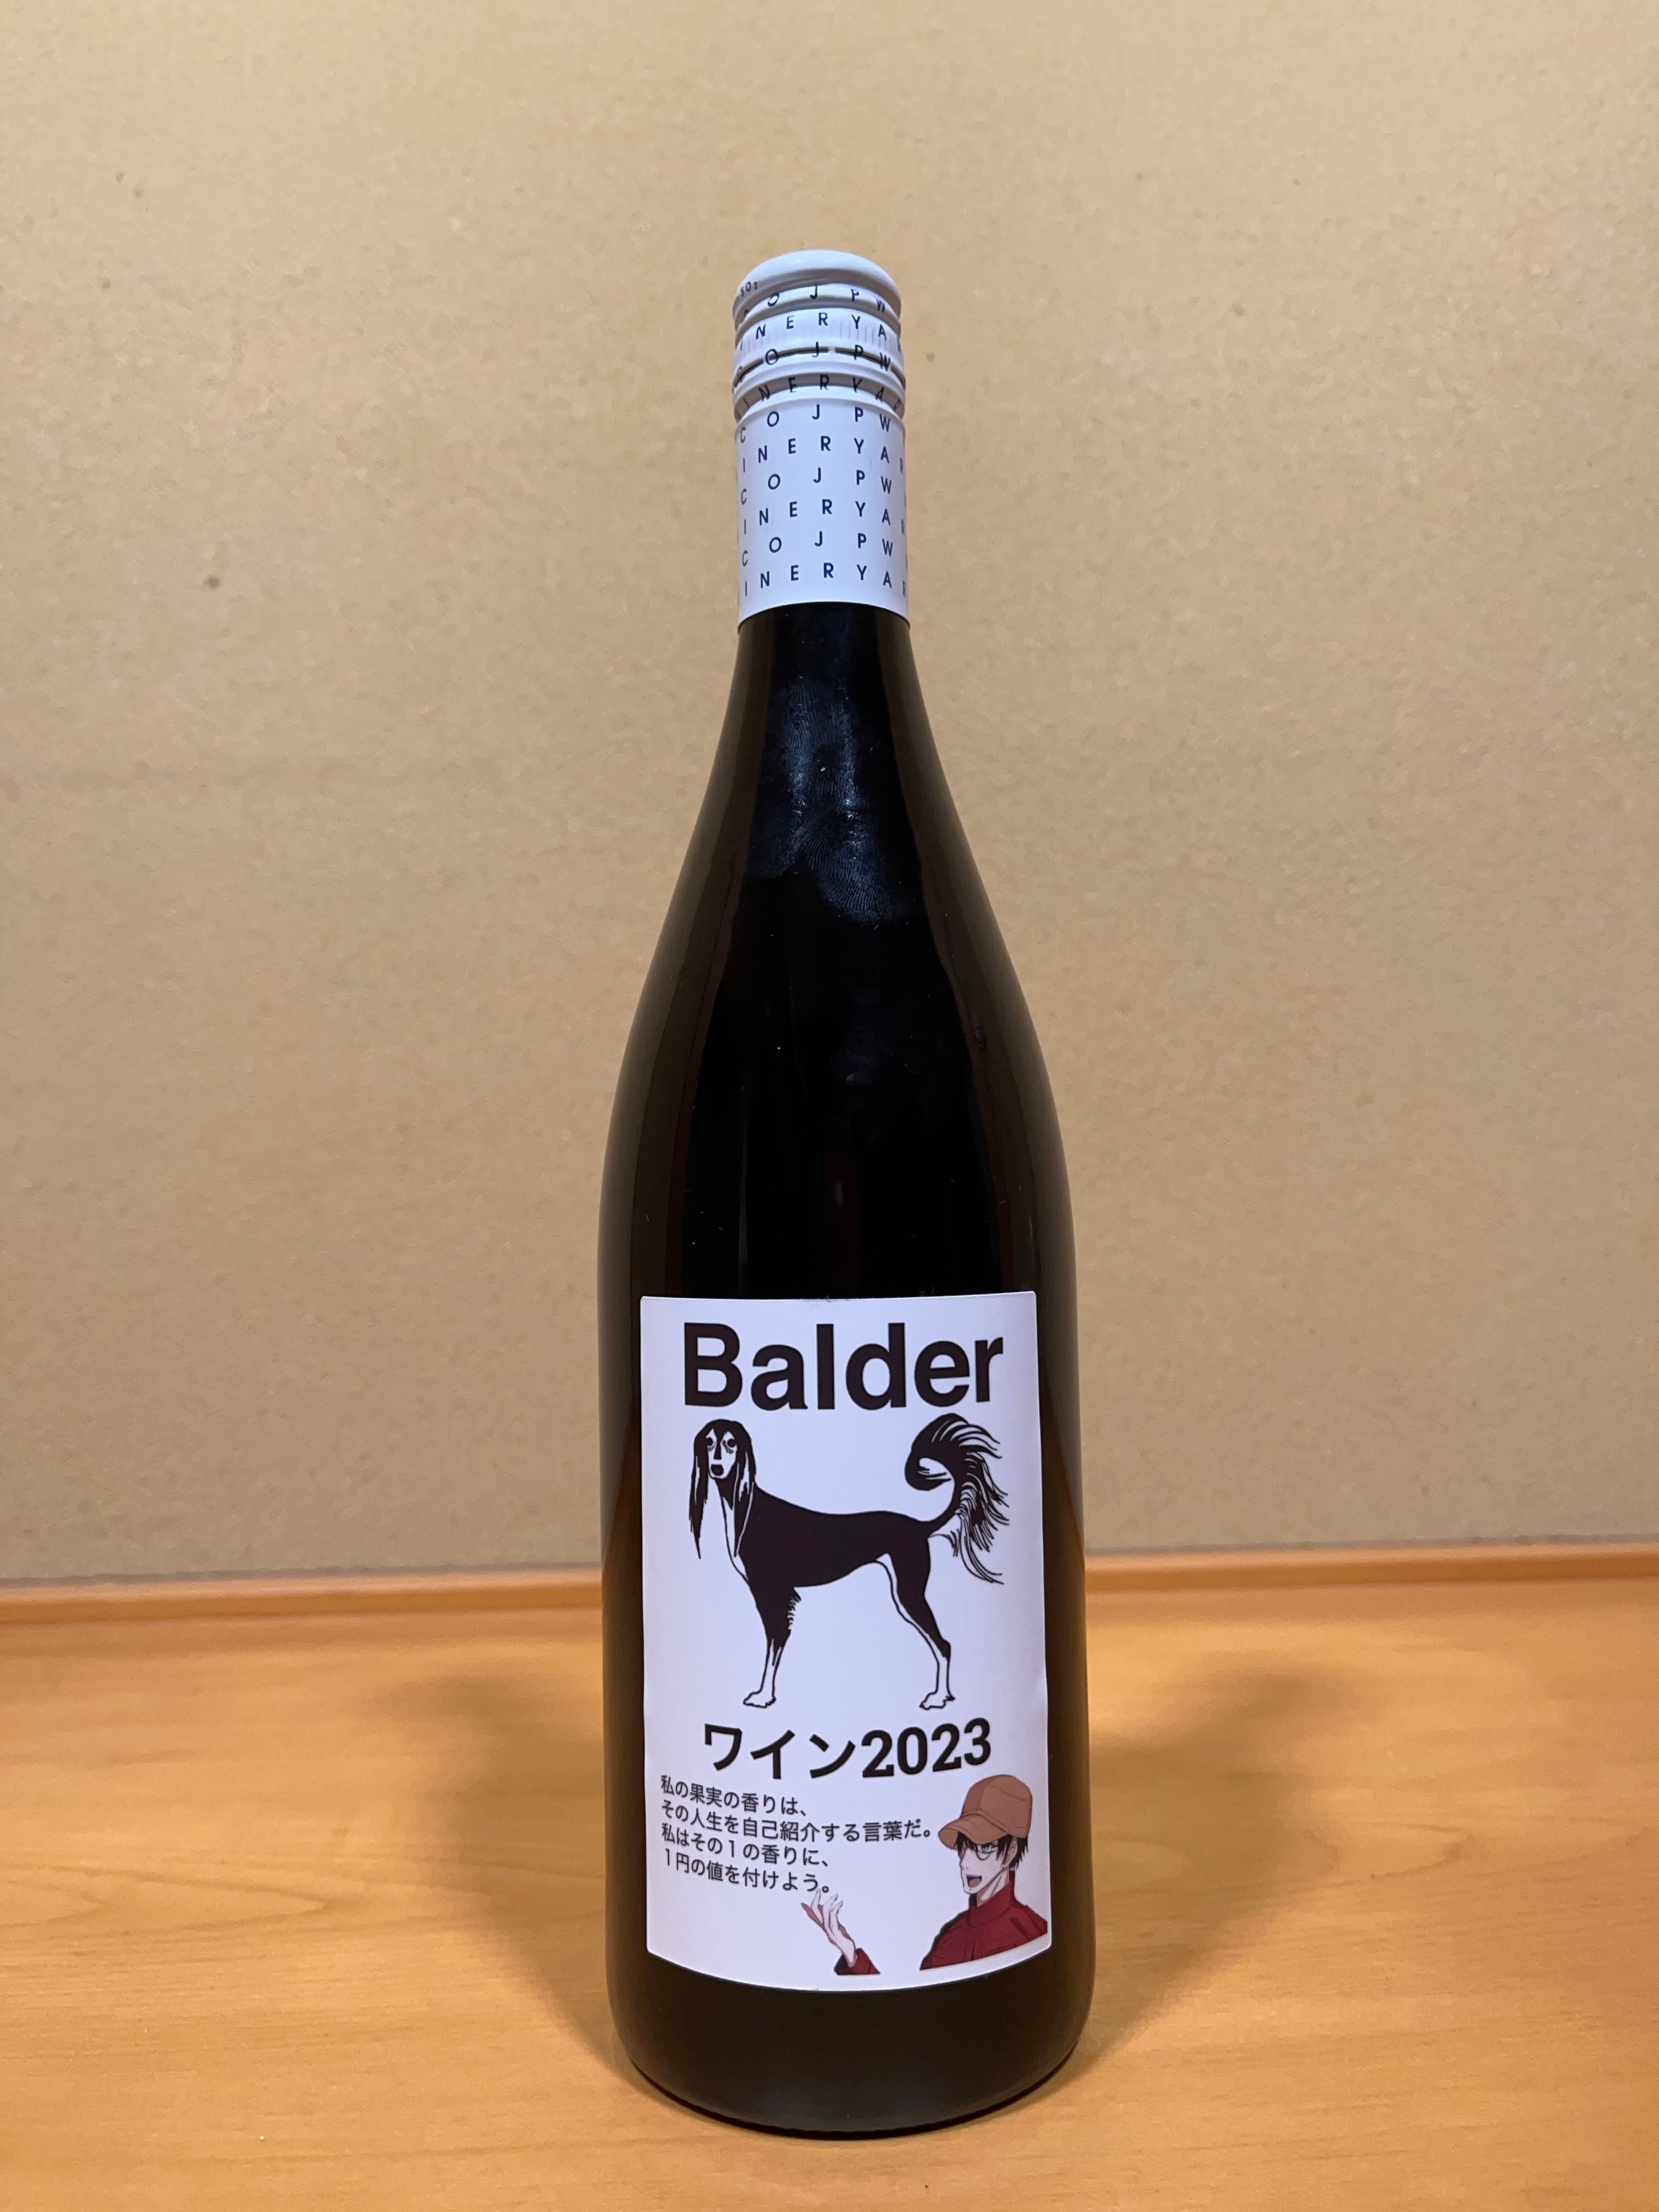 O J P W
I N E R Y A
O J P W
I N E R Y A
C O J P W
I N E R Y A R
C O J P W
I N E R Y A R
C O J P W
I N E R Y A R
Balder
ワイン2023
私の果実の香りは、
その人生を自己紹介する言葉だ。
私はその１の香りに、
１円の値を付けよう。